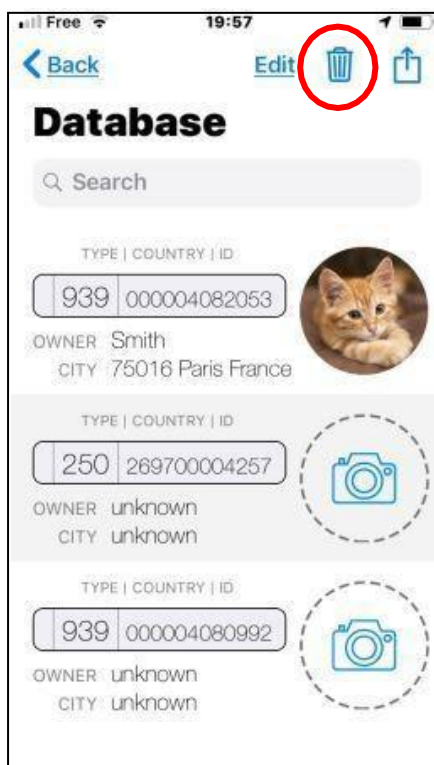 Free 19:57
Back Edit
Database
Search
TYPE | COUNTRY | ID
939 000004082053
OWNER Smith
CITY 75016 Paris France
TYPE | COUNTRY | ID
250 269700004257
OWNER unknown
CITY unknown
TYPE | COUNTRY | ID
939 000004080992
OWNER unknown
CITY unknown